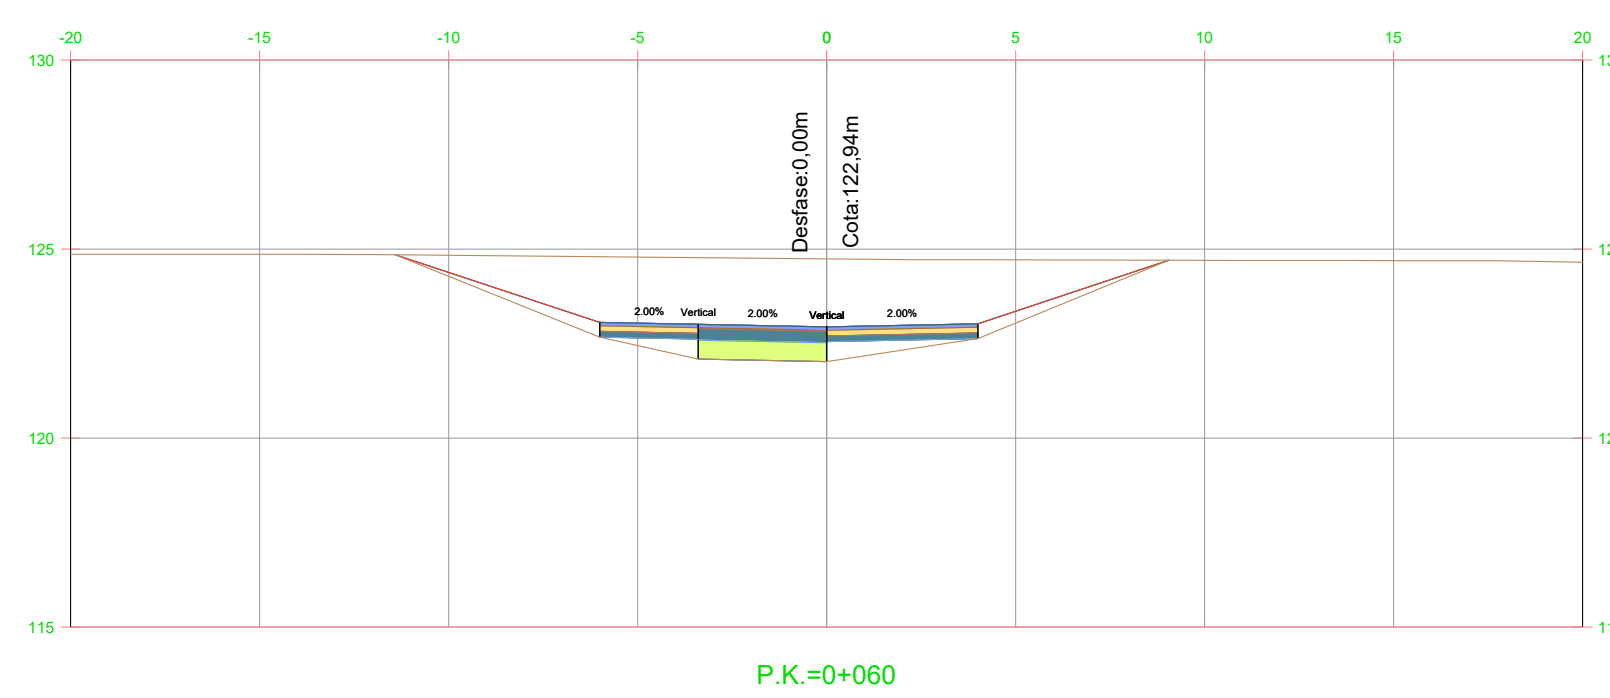 -20 -15 -10 -5 0 5 10 15 20
130
Desfase:0,00m
Cota:122,94m
125
2.00% Vertical 2.00% Vertical 2.00%
120
115
P.K.=0+060